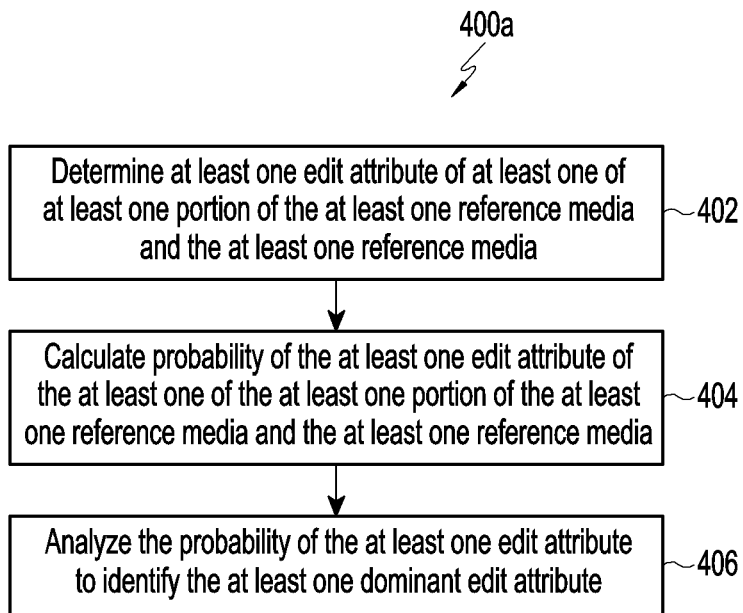 400a
Determine at least one edit attribute of at least one of
at least one portion of the at least one reference media
and the at least one reference media
402
Calculate probability of the at least one edit attribute of
the at least one of the at least one portion of the at least
one reference media and the at least one reference media
404
Analyze the probability of the at least one edit attribute
to identify the at least one dominant edit attribute
406